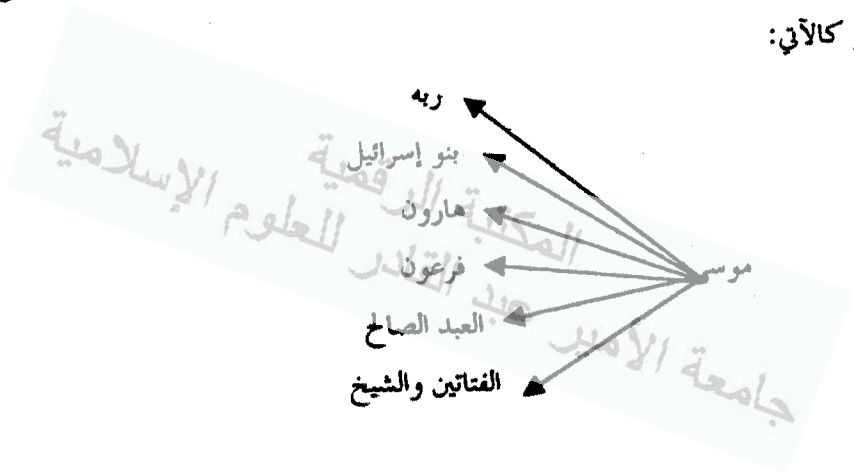 كالآتي:
ربه
بنو إسرائيل
هارون
فرعون
موسى
العبد الصالح
الفتاتين والشيخ
المكتبة الرقمية
جامعة الأمير عبد القادر للعلوم الإسلامية